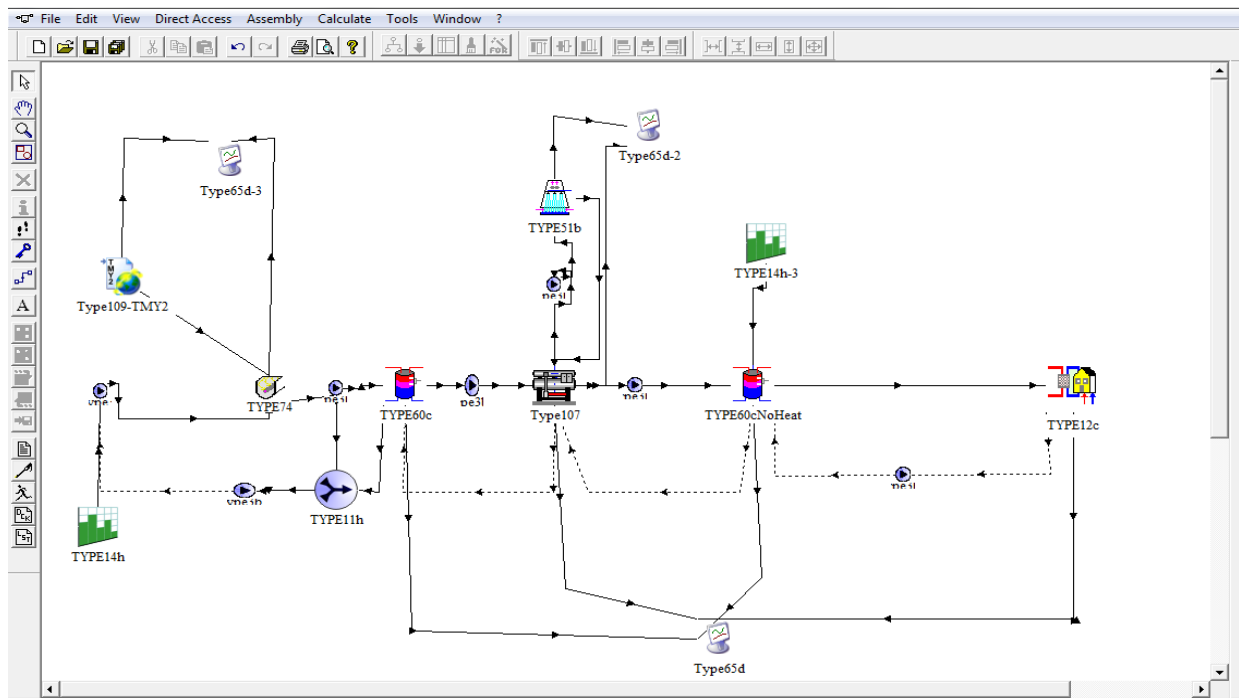 File Edit View Direct Access Assembly Calculate Tools Window ?
Type65d-2
Type65d-3
TYPE51b
TYPE14h-3
Type109-TMY2
TYPE74
TYPE60c
Type107
TYPE60cNoHeat
TYPE12c
TYPE11h
TYPE14h
Type65d